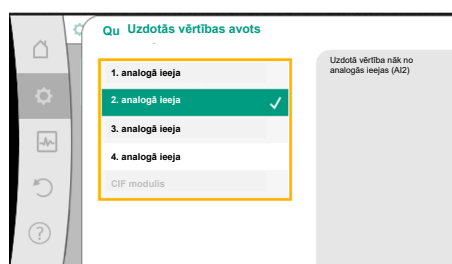 Qu Uzdotās vērtības avots
1. analogā ieeja
2. analogā ieeja
3. analogā ieeja
4. analogā ieeja
CIF modulis
Uzdotā vērtība nāk no
analogās ieejas (AI2)
?